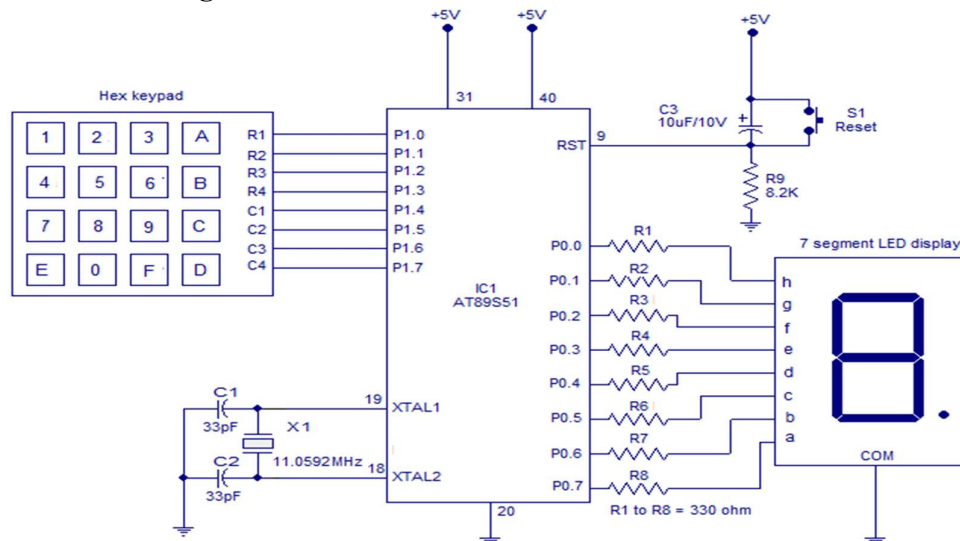 +5V +5V +5V
Hex keypad
1 2 3 A
4 5 6 B
7 8 9 C
E 0 F D
R1
R2
R3
R4
C1
C2
C3
C4
31 40
P1.0
P1.1
P1.2
P1.3
P1.4
P1.5
P1.6
P1.7
RST
9
C3
10uF/10V
+
S1
Reset
R9
8.2K
IC1
AT89S51
P0.0
P0.1
P0.2
P0.3
P0.4
P0.5
P0.6
P0.7
R1
R2
R3
R4
R5
R6
R7
R8
R1 to R8 = 330 ohm
7 segment LED display
h
g
f
e
d
c
b
a
COM
C1
33pF
C2
33pF
X1
11.0592MHz
19
18
XTAL1
XTAL2
20